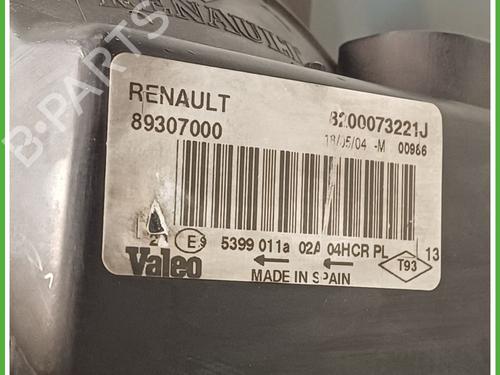 RENAULT
B-PARTS
RENAULT 8200073221J
89307000 18/05/04 -M 00986
E9 5399 011a 02A 04HCR PL 13
Valeo MADE IN SPAIN T93